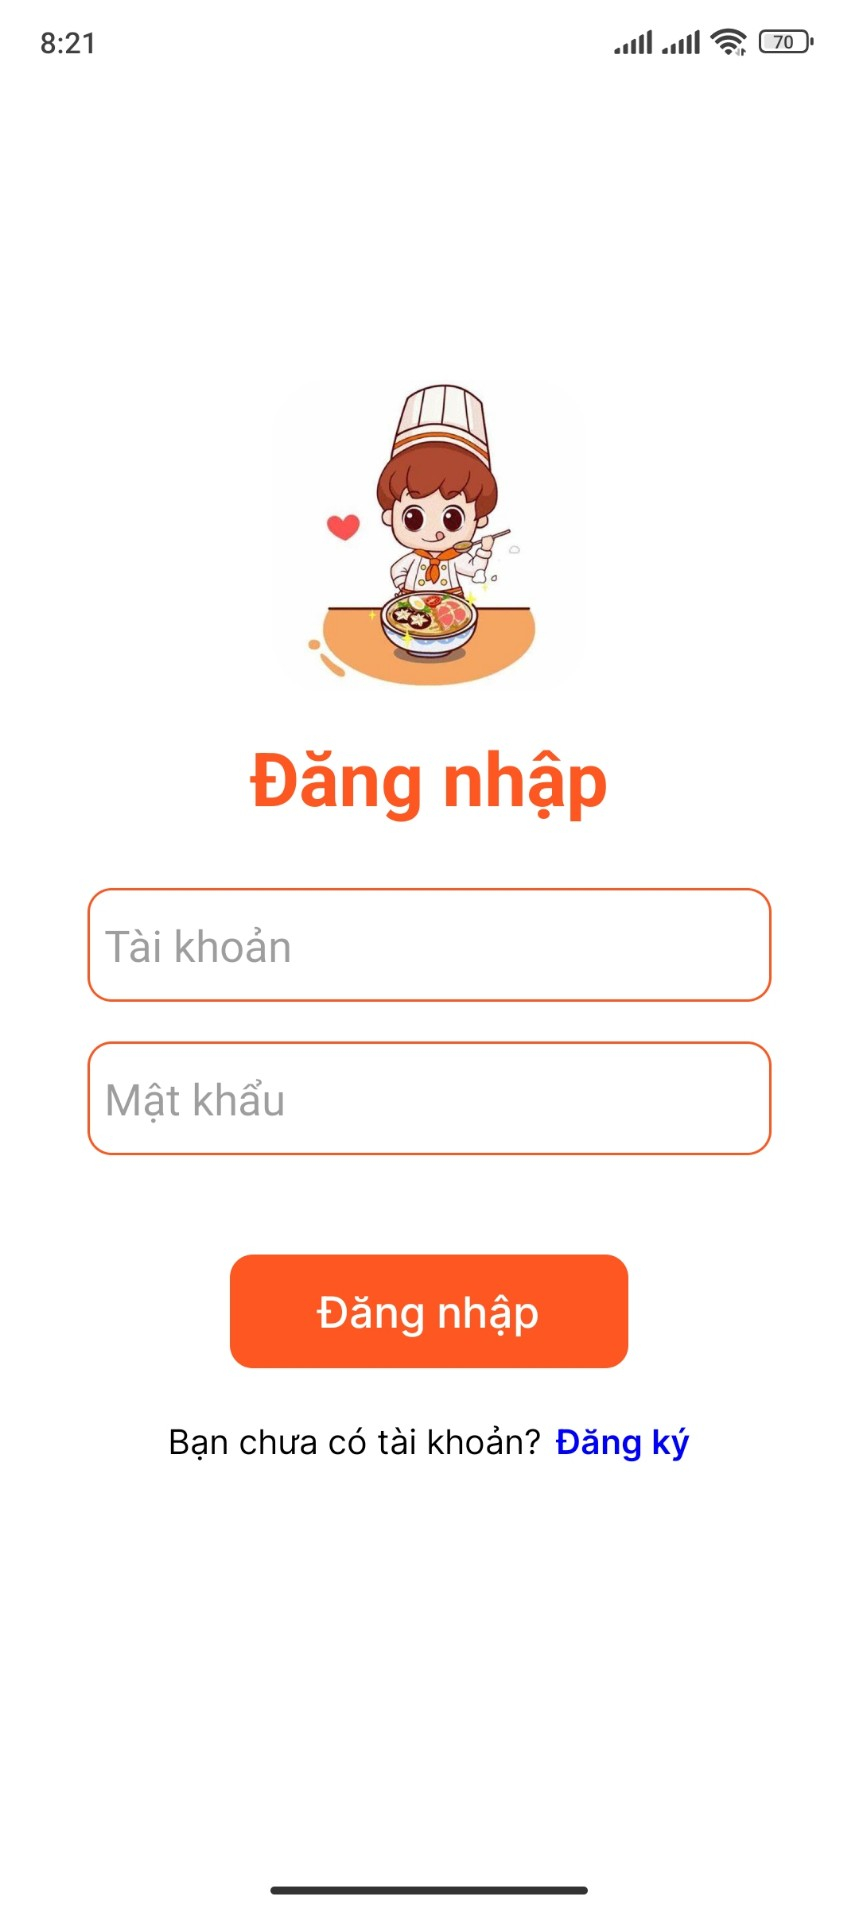 8:21
70
Đăng nhập
Tài khoản
Mật khẩu
Đăng nhập
Bạn chưa có tài khoản? Đăng ký